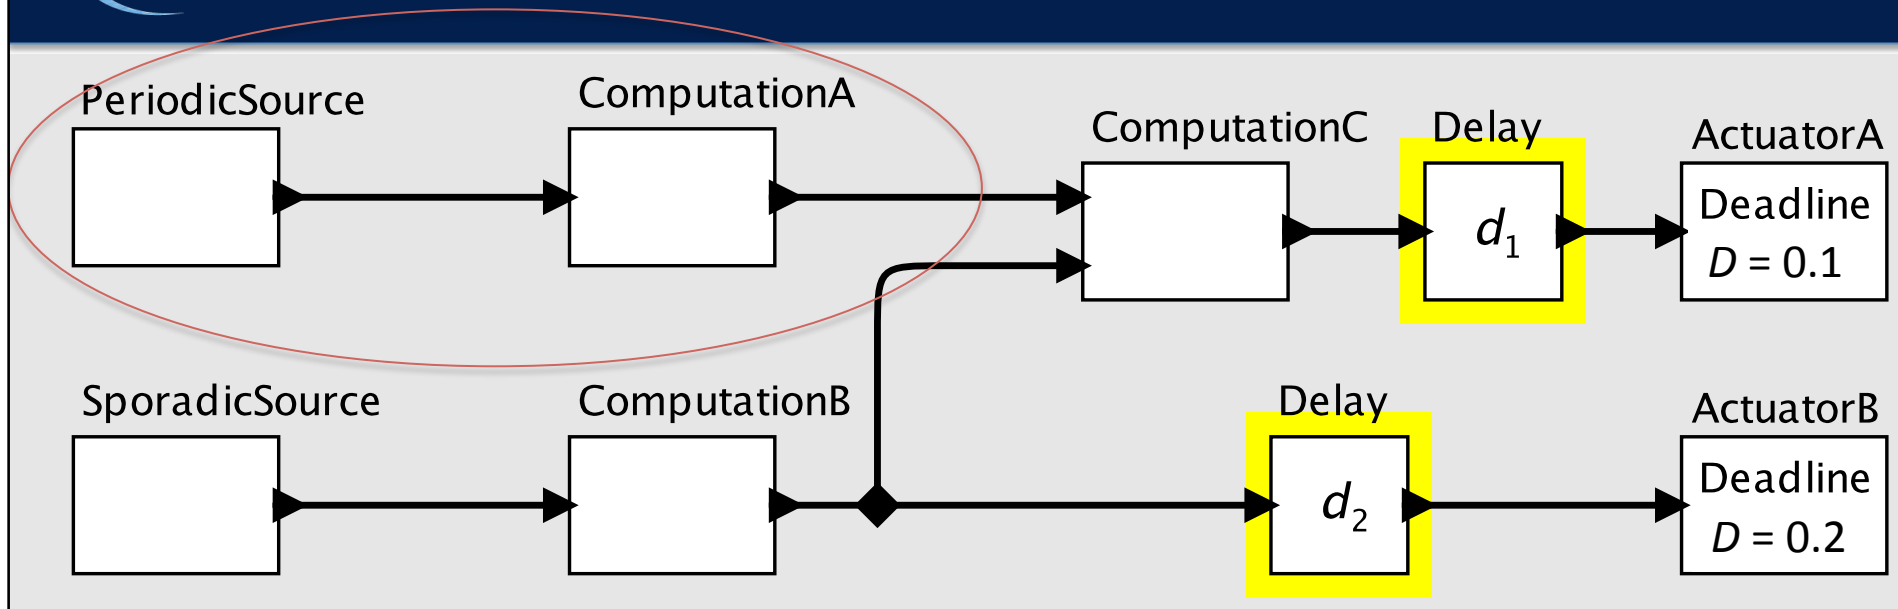 PeriodicSource
ComputationA
ComputationC
Delay
d1
ActuatorA
Deadline
D = 0.1
SporadicSource
ComputationB
Delay
d2
ActuatorB
Deadline
D = 0.2